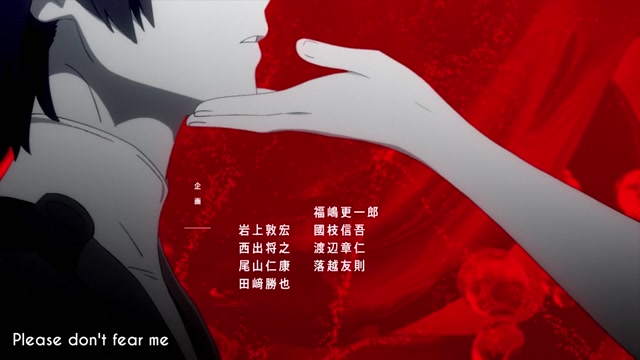 企画
福嶋更一郎
岩上敦宏 國枝信吾
西出将之 渡辺章仁
尾山仁康 落越友則
田﨑勝也
Please don't fear me